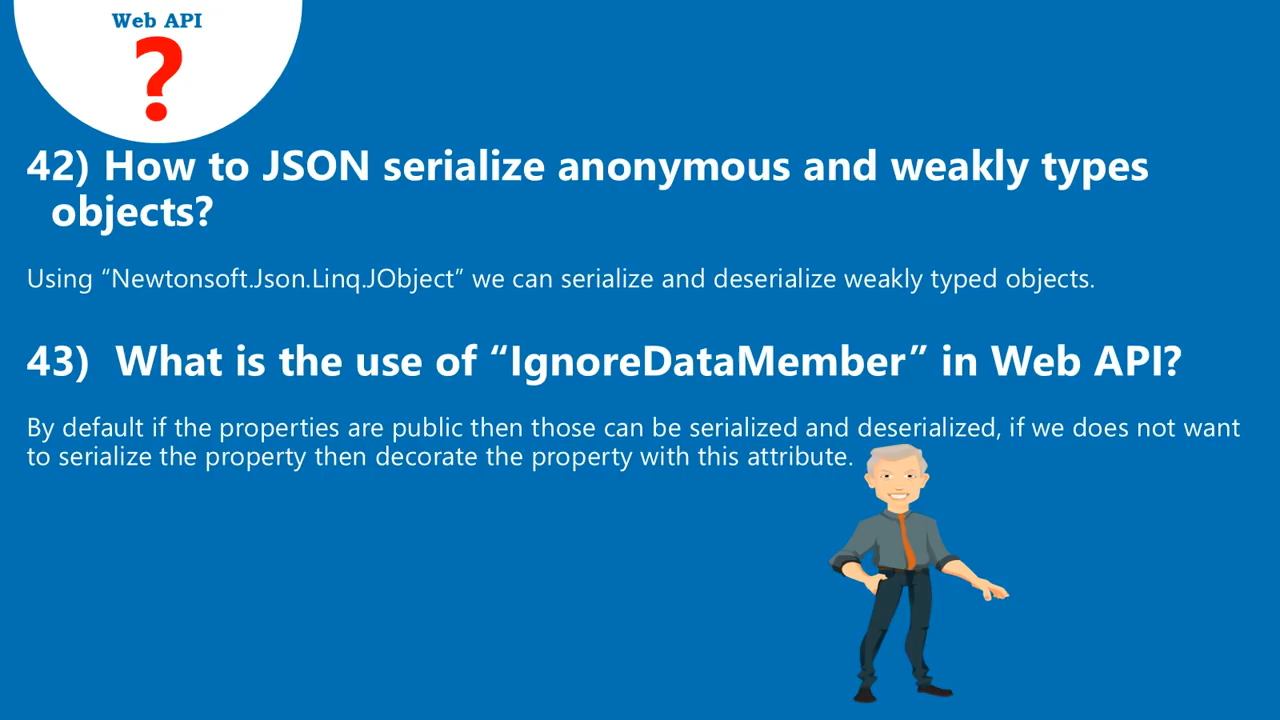 Web API
?
42) How to JSON serialize anonymous and weakly types
objects?
Using “Newtonsoft.Json.Linq.JObject” we can serialize and deserialize weakly typed objects.
43) What is the use of “IgnoreDataMember” in Web API?
By default if the properties are public then those can be serialized and deserialized, if we does not want
to serialize the property then decorate the property with this attribute.